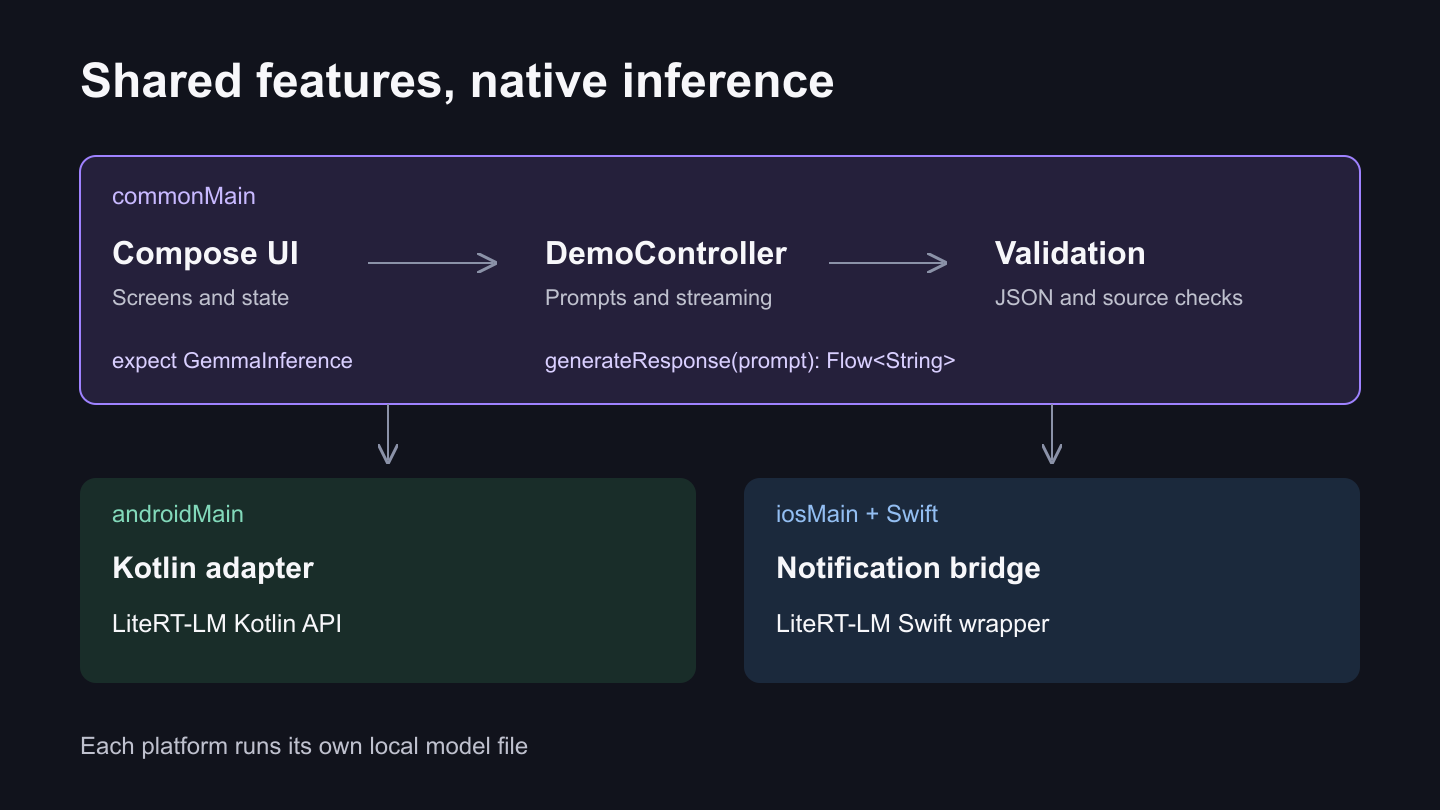 Shared features, native inference
commonMain
Compose UI
DemoController
Validation
Screens and state
Prompts and streaming
JSON and source checks
expect GemmaInference
generateResponse(prompt): Flow<String>
androidMain
Kotlin adapter
LiteRT-LM Kotlin API
iosMain + Swift
Notification bridge
LiteRT-LM Swift wrapper
Each platform runs its own local model file